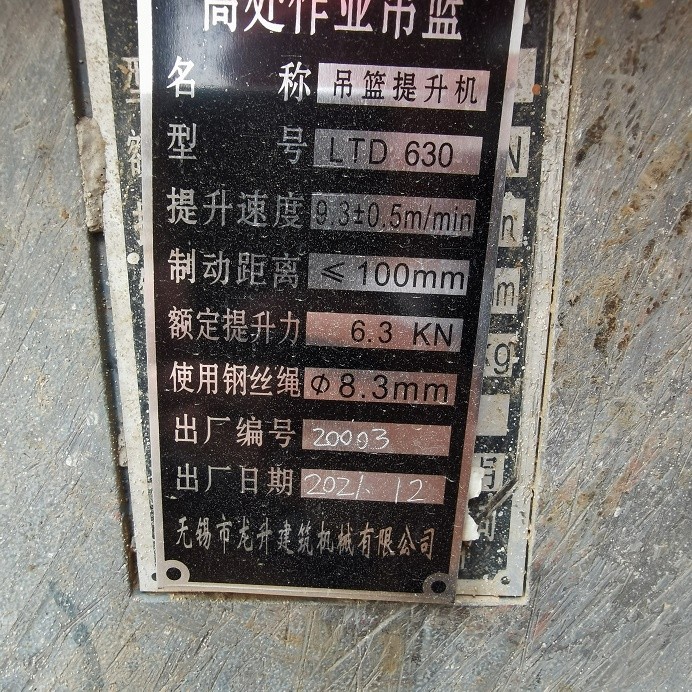 高处作业吊篮
名称 吊篮提升机
型号 LTD 630
提升速度 9.3±0.5m/min
制动距离 ≤100mm
额定提升力 6.3 KN
使用钢丝绳 Φ8.3mm
出厂编号 20003
出厂日期 2021.12
无锡市龙升建筑机械有限公司